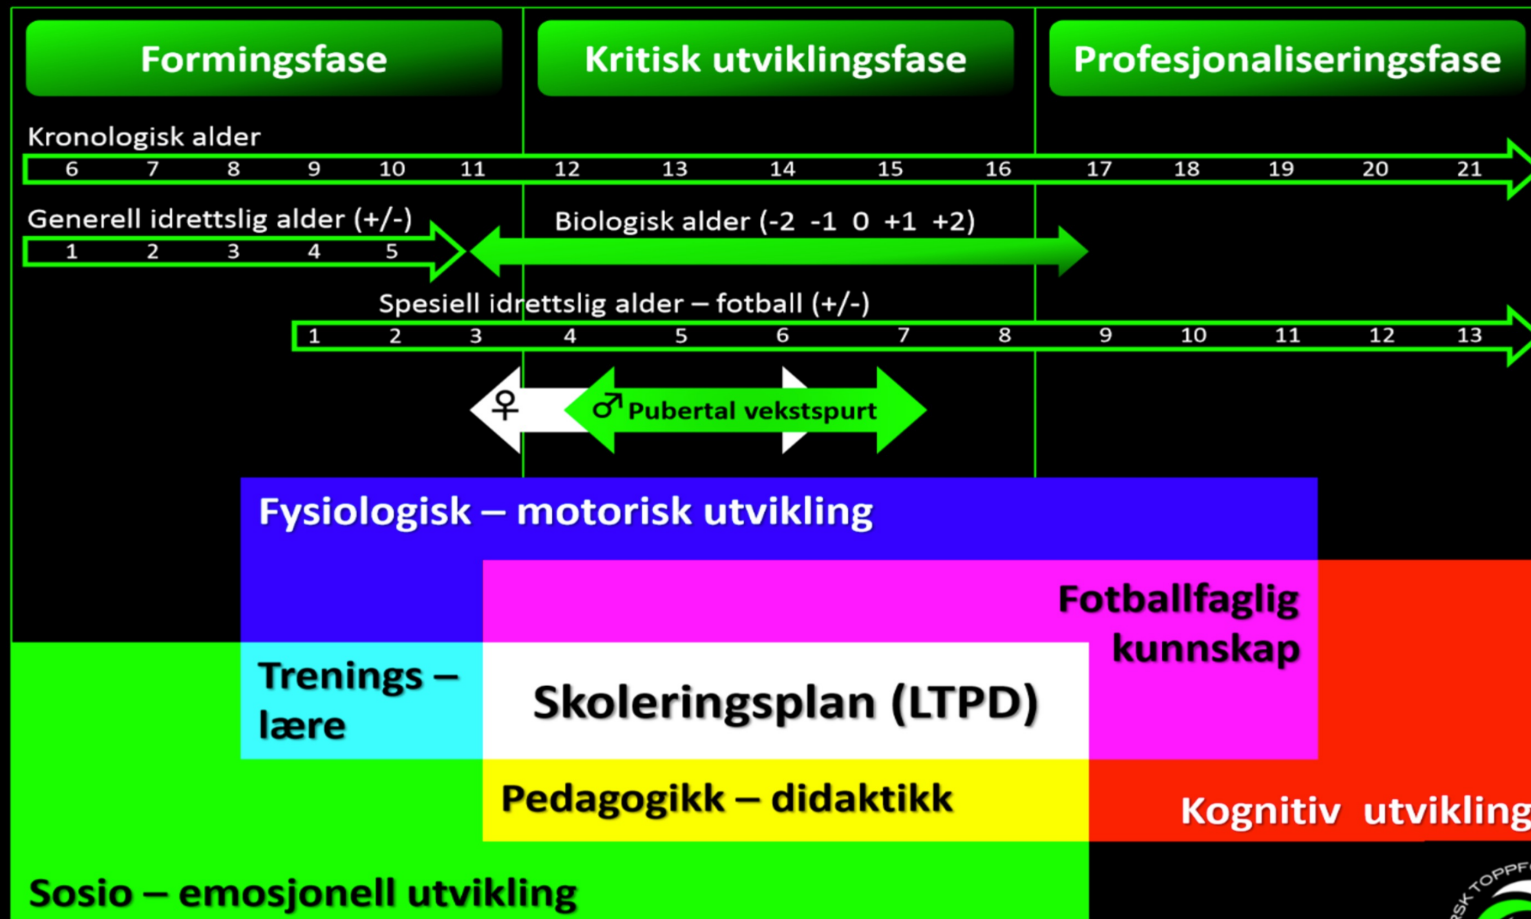 Formingsfase
Kritisk utviklingsfase
Profesjonaliseringsfase
Kronologisk alder
6 7 8 9 10 11 12 13 14 15 16 17 18 19 20 21
Generell idrettslig alder (+/-)
Biologisk alder (-2 -1 0 +1 +2)
1 2 3 4 5
Spesiell idrettslig alder – fotball (+/-)
1 2 3 4 5 6 7 8 9 10 11 12 13
♀
♂ Pubertal vekstspurt
Fysiologisk – motorisk utvikling
Fotballfaglig
kunnskap
Trenings –
lære
Skoleringsplan (LTPD)
Pedagogikk – didaktikk
Kognitiv utvikling
Sosio – emosjonell utvikling